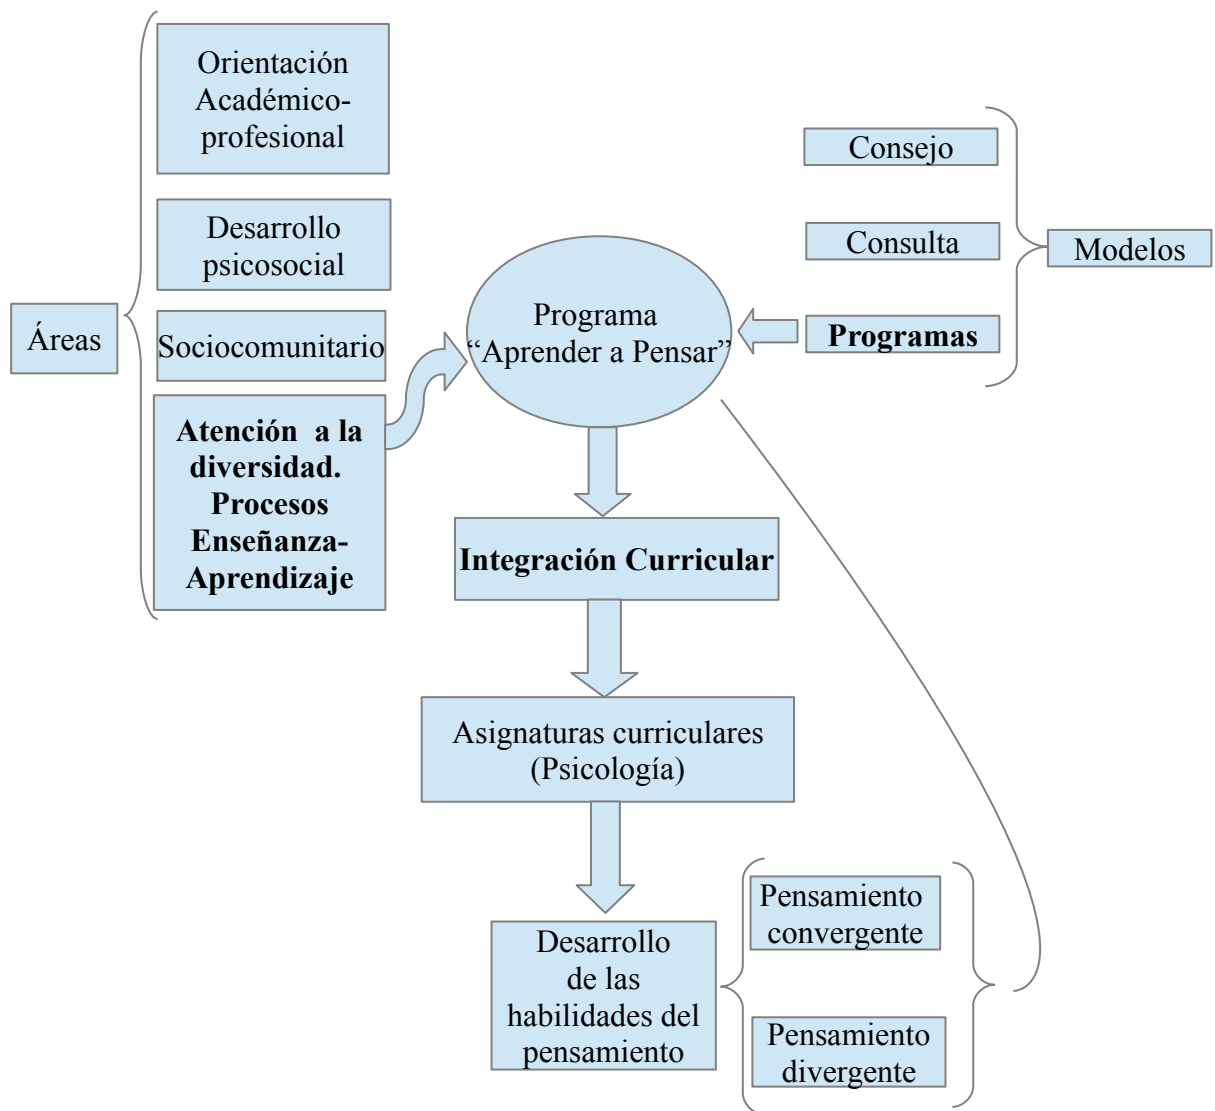 Áreas
Orientación
Académico-
profesional
Desarrollo
psicosocial
Sociocomunitario
Atención a la
diversidad.
Procesos
Enseñanza-
Aprendizaje
Programa
“Aprender a Pensar”
Consejo
Consulta
Programas
Modelos
Integración Curricular
Asignaturas curriculares
(Psicología)
Desarrollo
de las
habilidades del
pensamiento
Pensamiento
convergente
Pensamiento
divergente